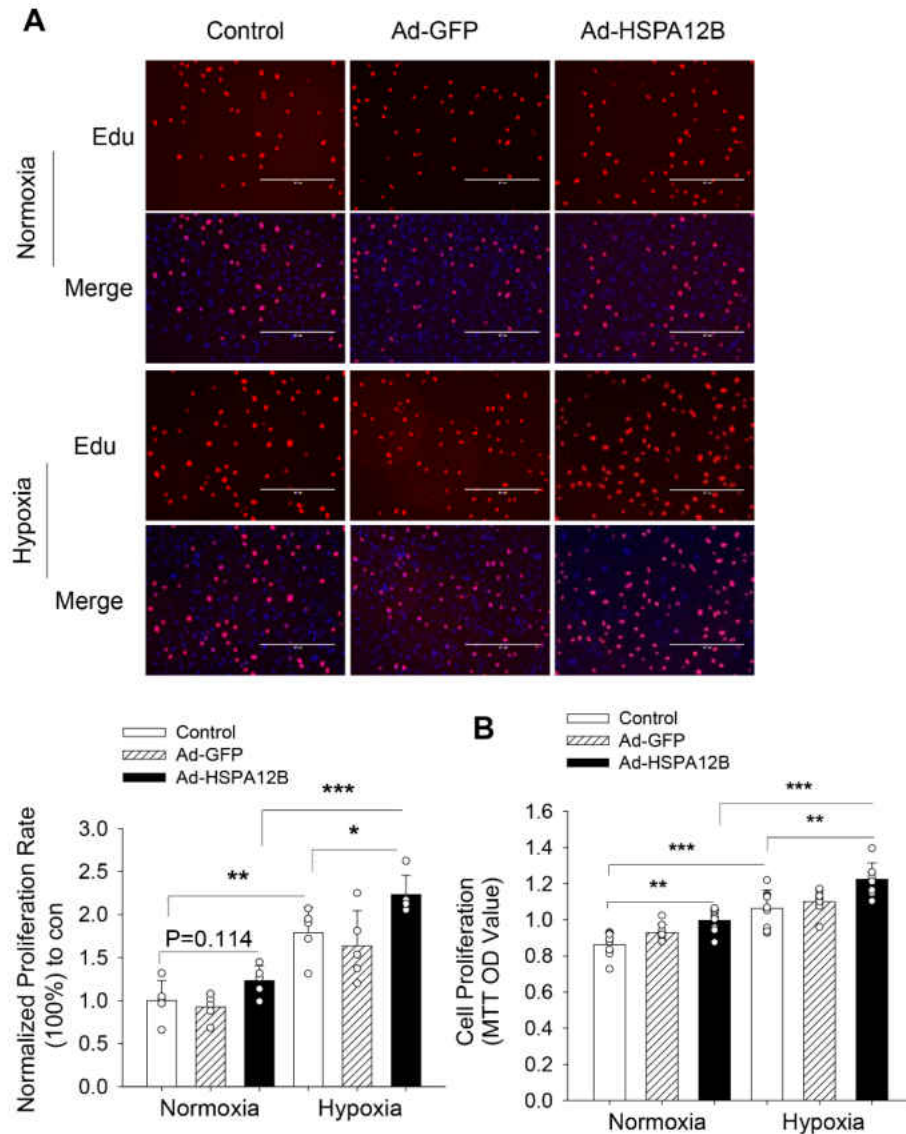 A
Control Ad-GFP Ad-HSPA12B
Normoxia
Edu
Merge
Hypoxia
Edu
Merge
Control
Ad-GFP
Ad-HSPA12B
Normalized Proliferation Rate
(100%) to con
3.0
2.5
2.0
1.5
1.0
0.5
0.0
***
*
**
P=0.114
Normoxia Hypoxia
B
Control
Ad-GFP
Ad-HSPA12B
Cell Proliferation
(MTT OD Value)
1.6
1.4
1.2
1.0
0.8
0.6
0.4
0.2
0.0
***
**
***
**
Normoxia Hypoxia